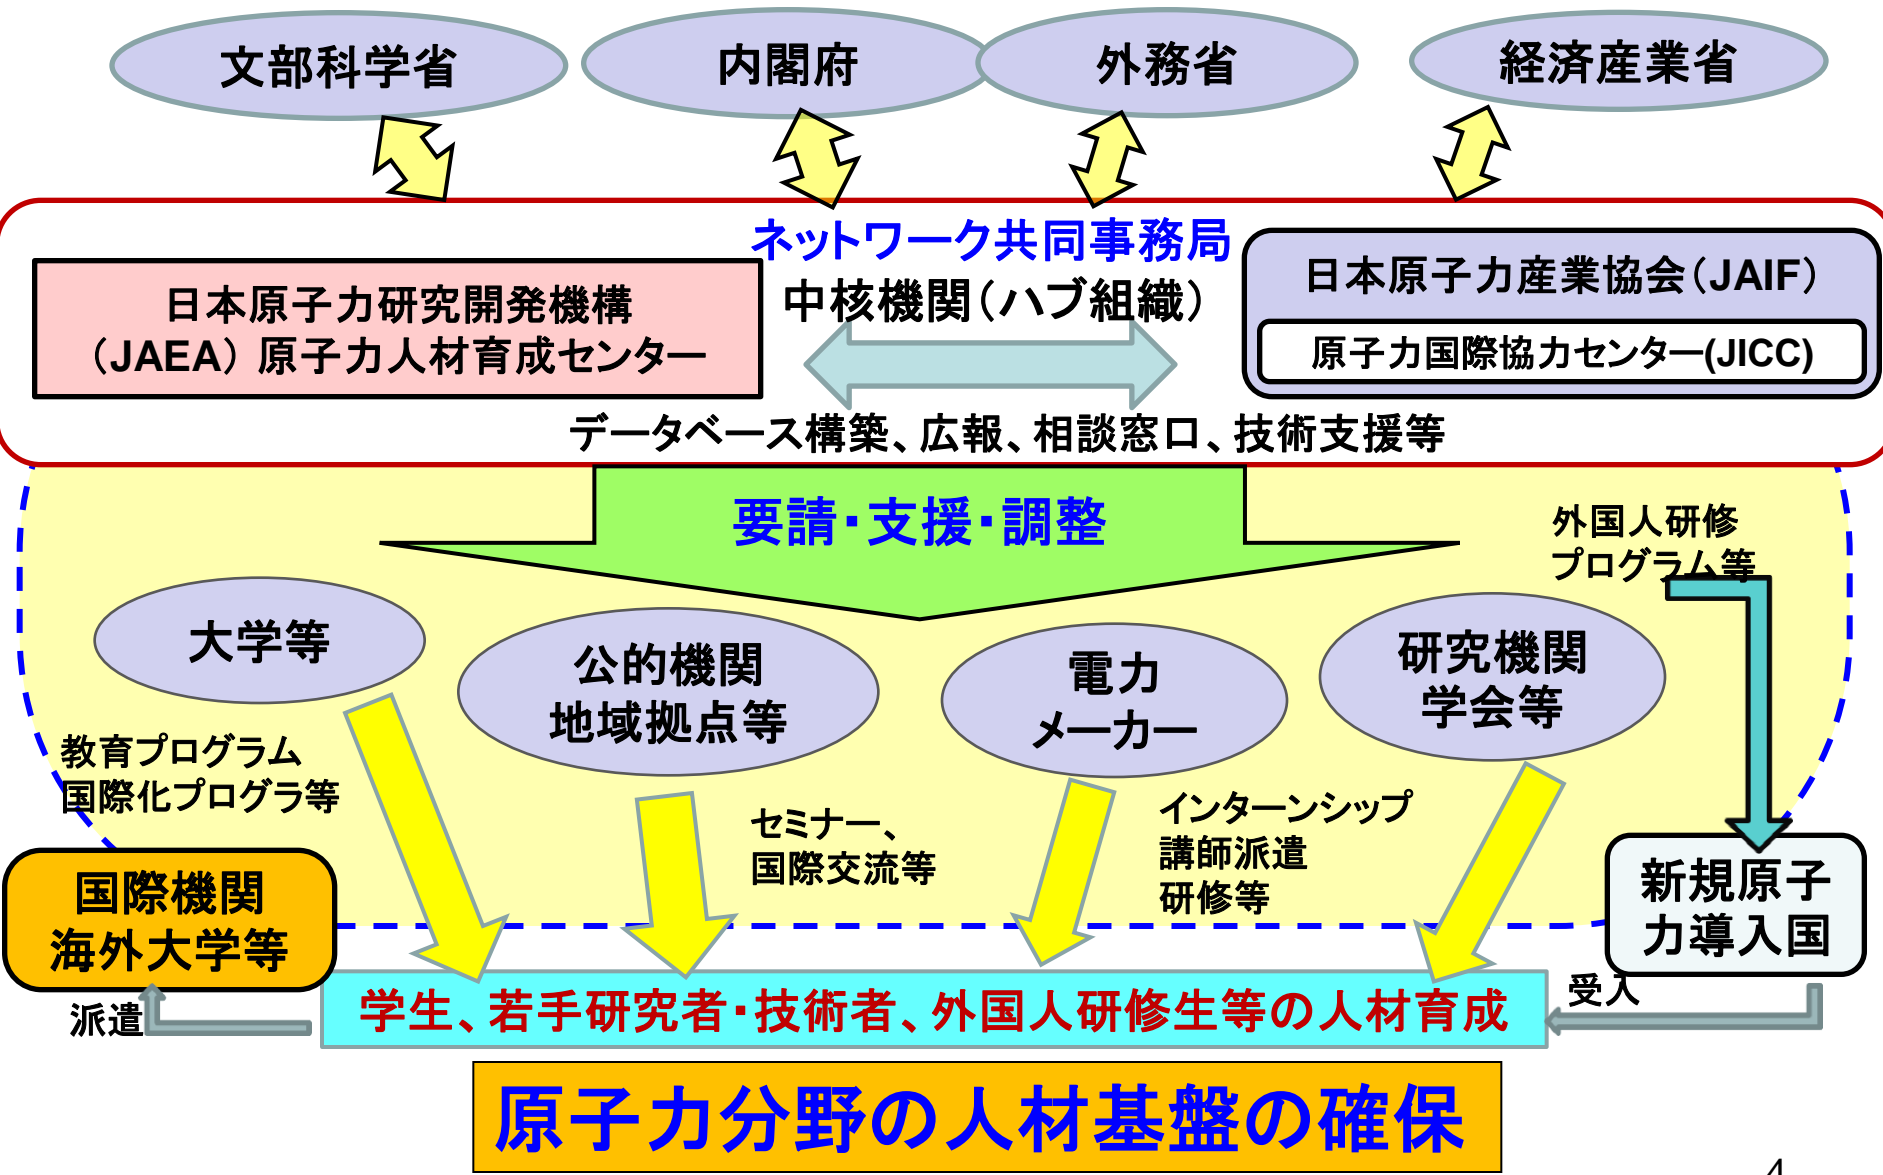 文部科学省
内閣府
外務省
経済産業省
ネットワーク共同事務局
中核機関（ハブ組織）
日本原子力研究開発機構
（JAEA）原子力人材育成センター
日本原子力産業協会（JAIF）
原子力国際協力センター(JICC)
データベース構築、広報、相談窓口、技術支援等
要請・支援・調整
外国人研修
プログラム等
大学等
公的機関
地域拠点等
電力
メーカー
研究機関
学会等
教育プログラム
国際化プログラ等
セミナー、
国際交流等
インターンシップ
講師派遣
研修等
国際機関
海外大学等
新規原子
力導入国
派遣
受入
学生、若手研究者・技術者、外国人研修生等の人材育成
原子力分野の人材基盤の確保
4